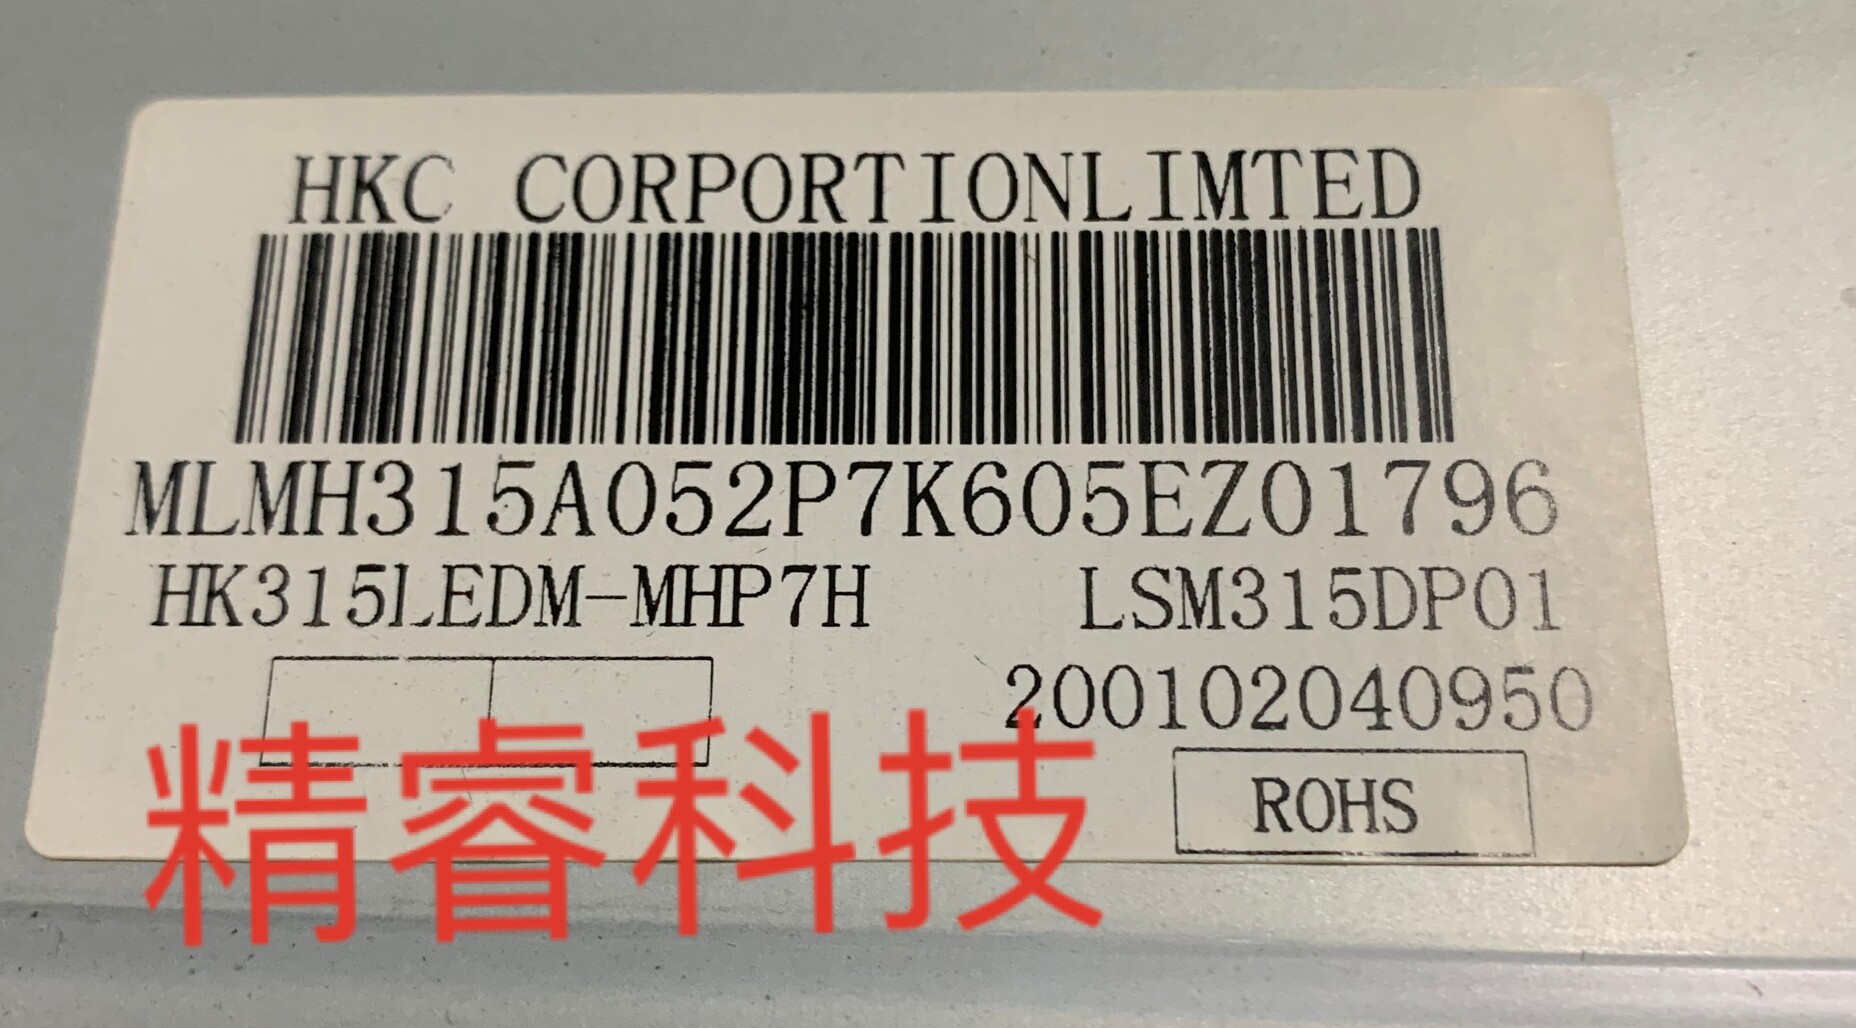 HKC CORPORTIONLIMTED
MLMH315A052P7K605EZ01796
HK315LEDM-MHP7H LSM315DP01
200102040950
ROHS
精睿科技